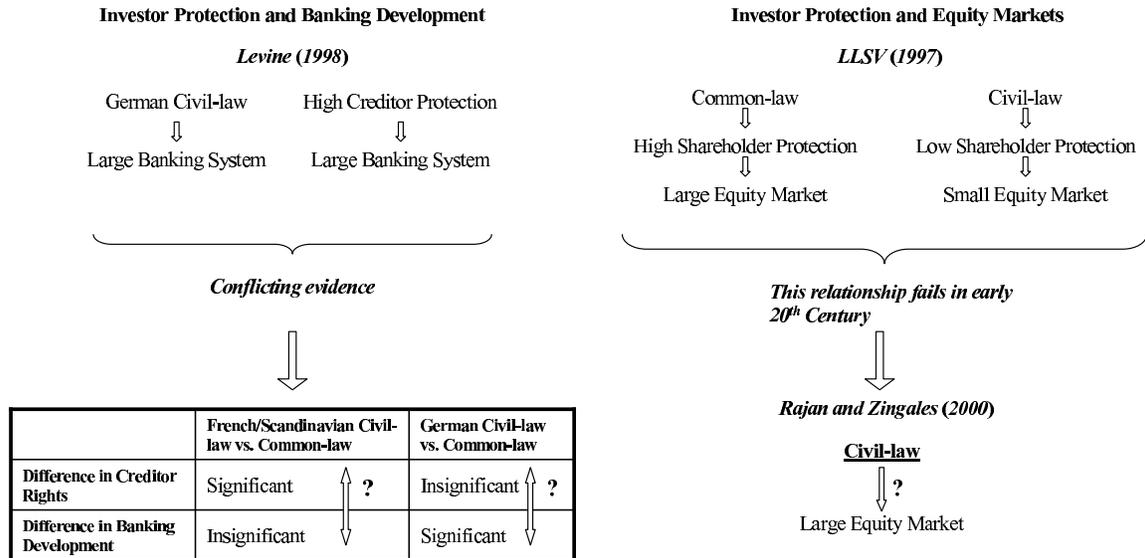 Investor Protection and Banking Development
Levine (1998)
German Civil-law
Large Banking System
High Creditor Protection
Large Banking System
Conflicting evidence
French/Scandinavian Civil-
law vs. Common-law
German Civil-law
vs. Common-law
Difference in Creditor
Rights
Significant
?
Insignificant
?
Difference in Banking
Development
Insignificant
Significant
Investor Protection and Equity Markets
LLSV (1997)
Common-law
High Shareholder Protection
Large Equity Market
Civil-law
Low Shareholder Protection
Small Equity Market
This relationship fails in early
20th Century
Rajan and Zingales (2000)
Civil-law
?
Large Equity Market